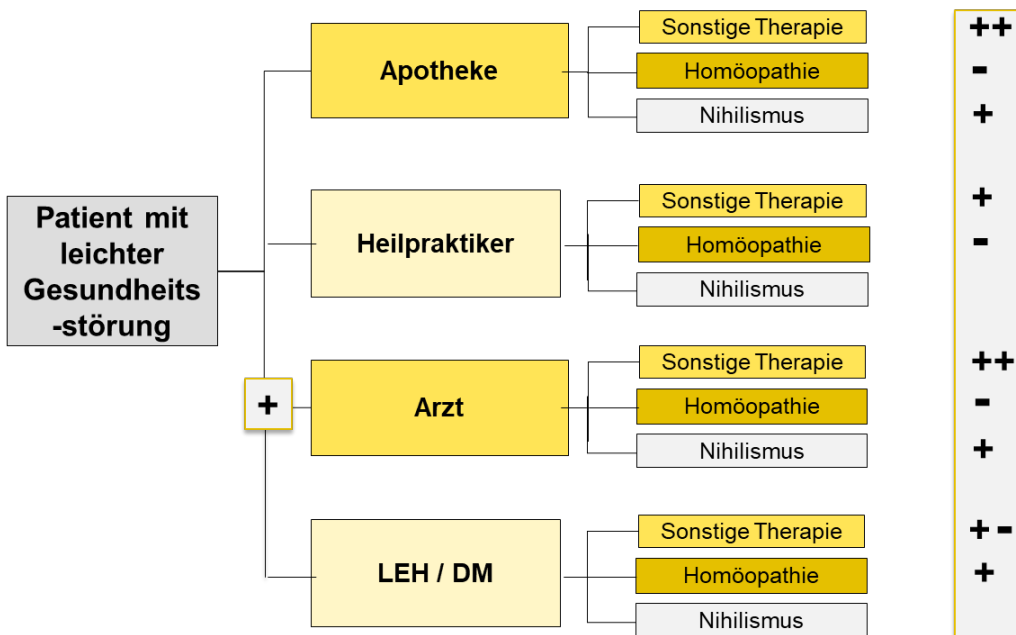 Sonstige Therapie ++
Apotheke
Homöopathie -
Nihilismus +
Sonstige Therapie +
Patient mit
leichter
Gesundheits
-störung
Heilpraktiker
Homöopathie -
Nihilismus
Sonstige Therapie ++
+
Arzt
Homöopathie -
Nihilismus +
Sonstige Therapie + -
LEH / DM
Homöopathie +
Nihilismus